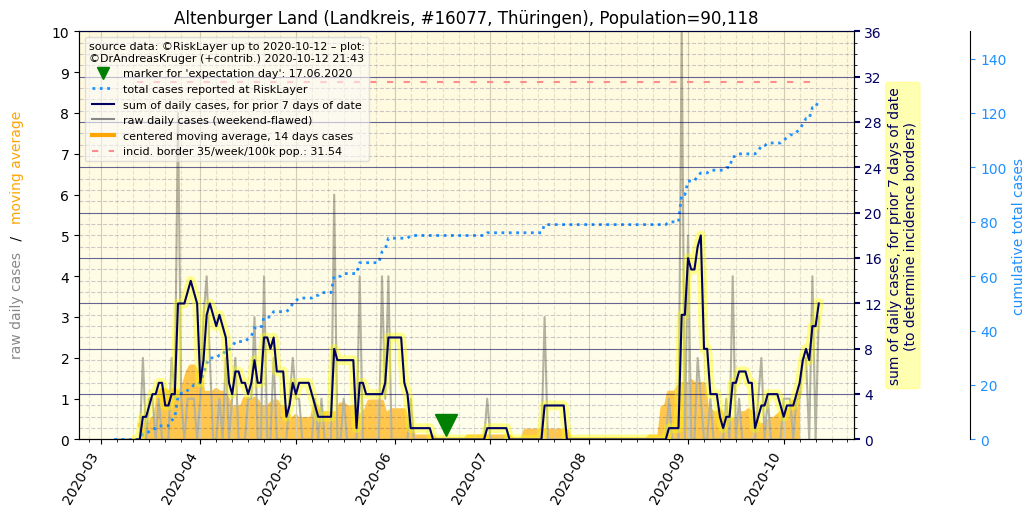 Altenburger Land (Landkreis, #16077, Thüringen), Population=90,118
source data: ©RiskLayer up to 2020-10-12 – plot:
©DrAndreasKruger (+contrib.) 2020-10-12 21:43
marker for 'expectation day': 17.06.2020
total cases reported at RiskLayer
sum of daily cases, for prior 7 days of date
raw daily cases (weekend-flawed)
centered moving average, 14 days cases
incid. border 35/week/100k pop.: 31.54
raw daily cases / moving average
10
9
8
7
6
5
4
3
2
1
0
36
32
28
24
20
16
12
8
4
0
sum of daily cases, for prior 7 days of date
(to determine incidence borders)
140
120
100
80
60
40
20
0
cumulative total cases
2020-03
2020-04
2020-05
2020-06
2020-07
2020-08
2020-09
2020-10